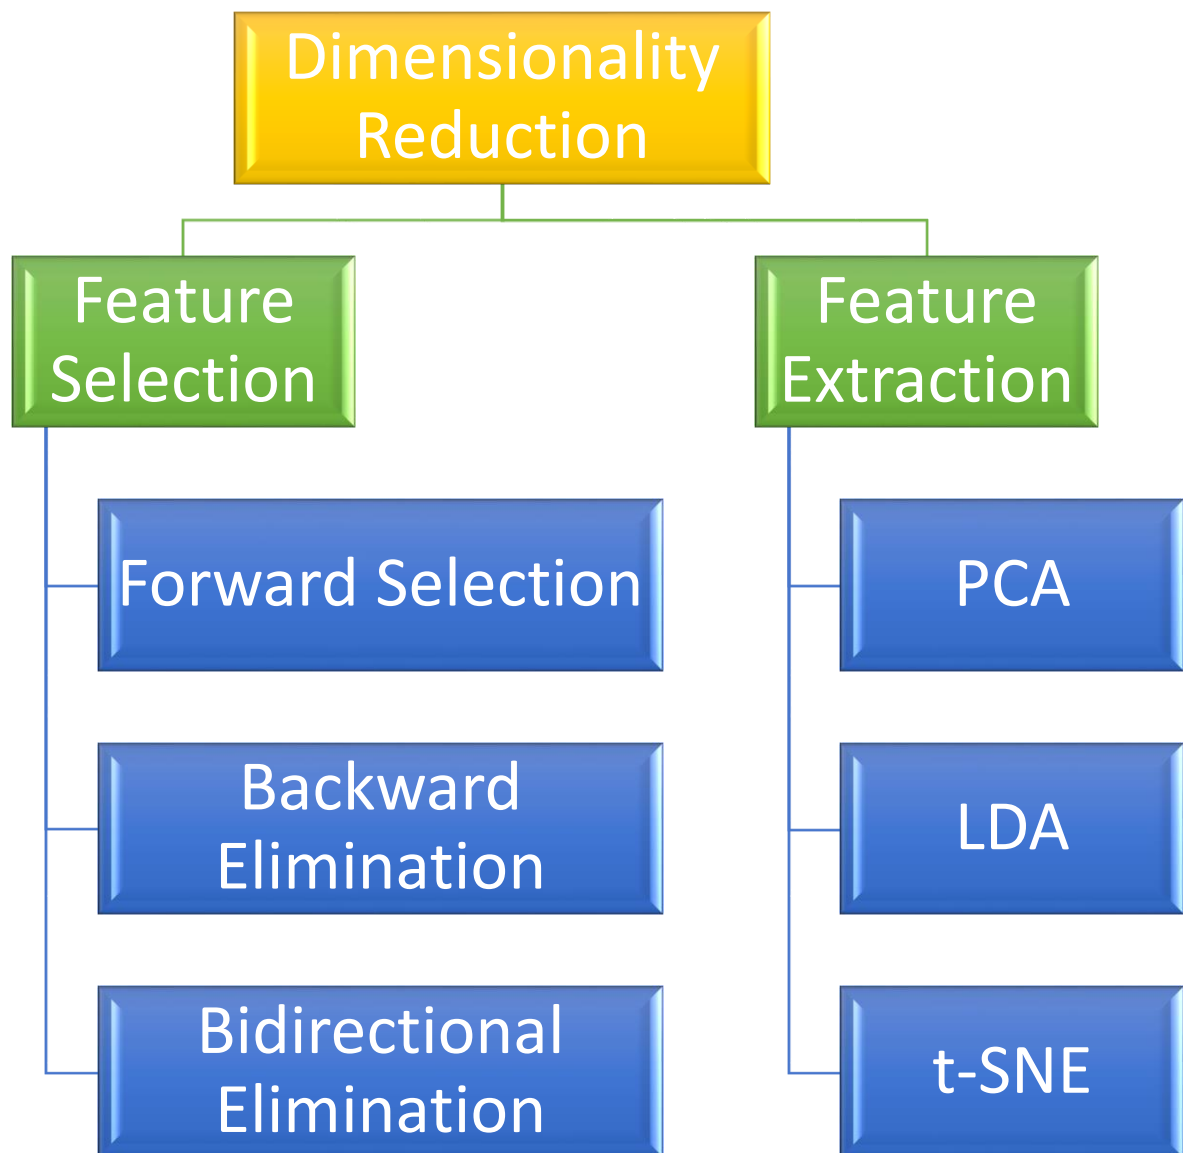 Dimensionality
Reduction
Feature
Selection
Feature
Extraction
Forward Selection
PCA
Backward
Elimination
LDA
Bidirectional
Elimination
t-SNE